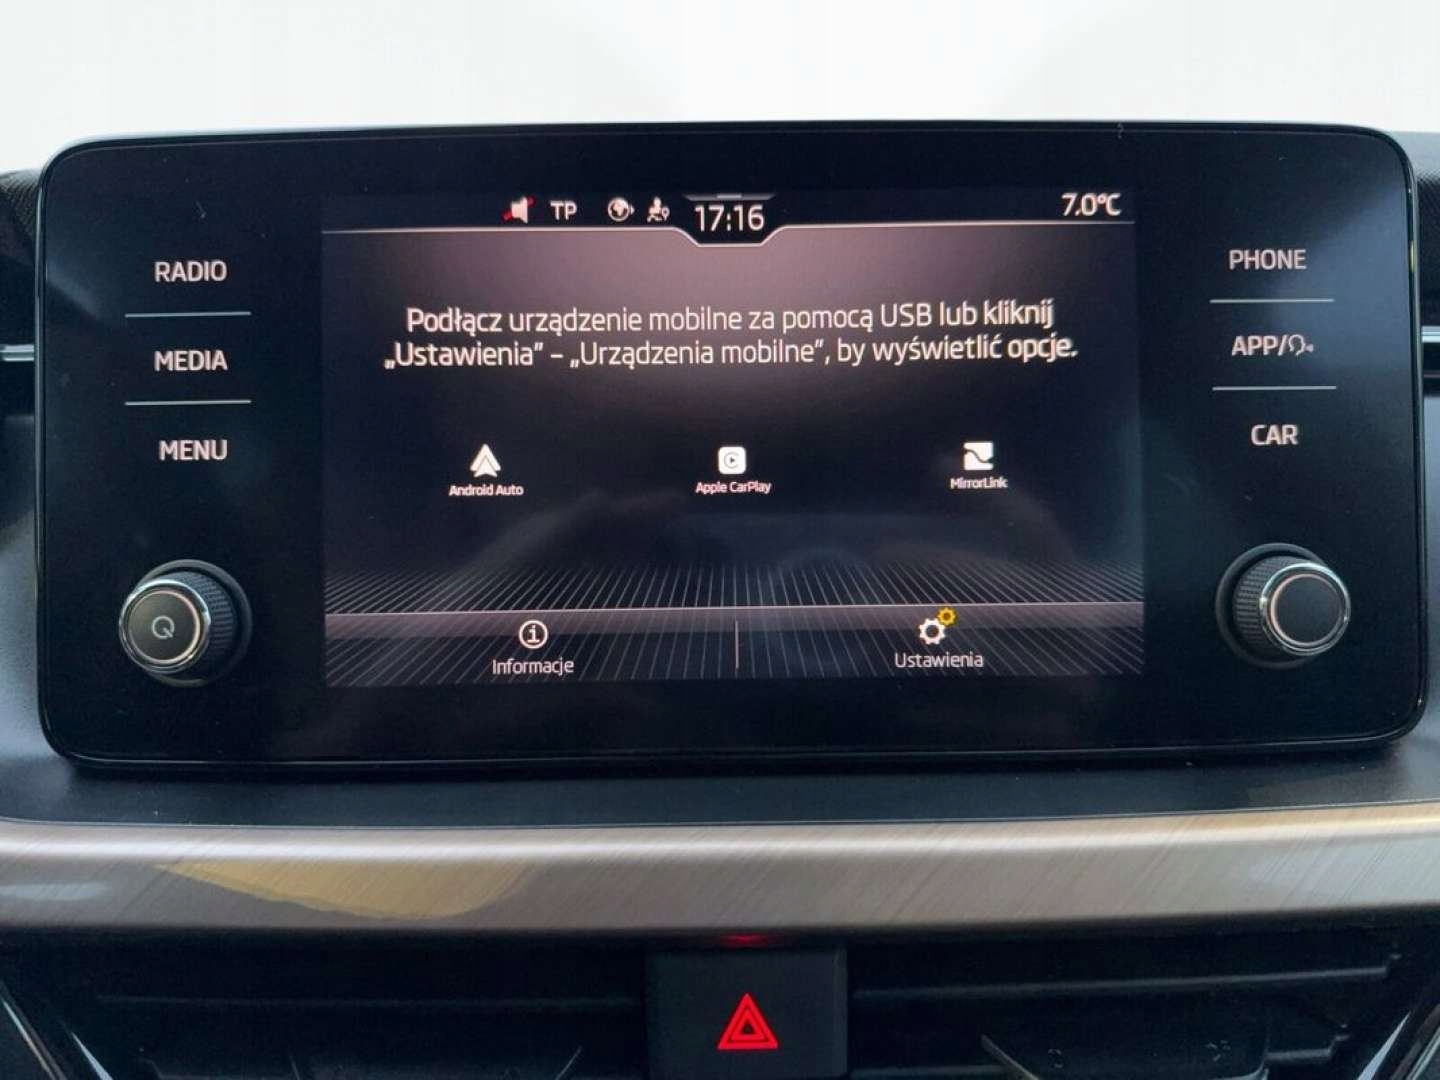 TP
17:16
7.0°C
RADIO
MEDIA
MENU
Podłącz urządzenie mobilne za pomocą USB lub kliknij
„Ustawienia” – „Urządzenia mobilne”, by wyświetlić opcje.
Android Auto
Apple CarPlay
MirrorLink
Informacje
Ustawienia
PHONE
APP/
CAR